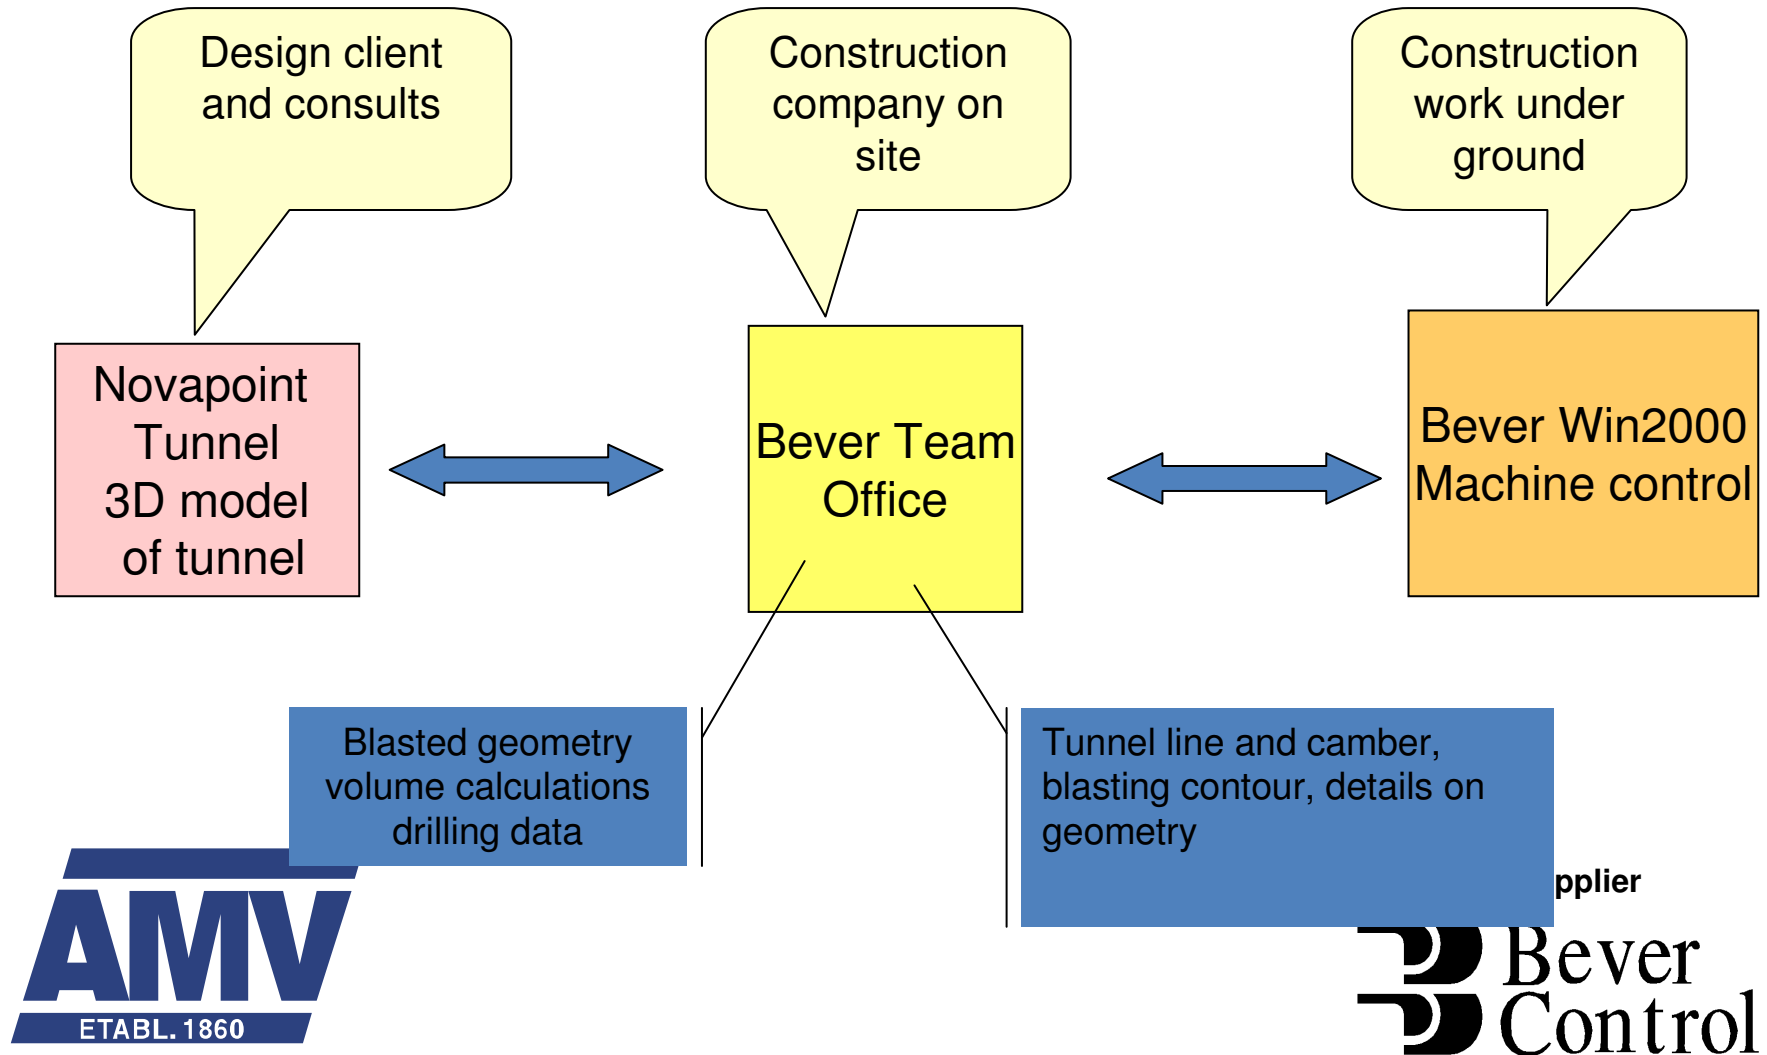 Design client
and consults
Construction
company on
site
Construction
work under
ground
Novapoint
Tunnel
3D model
of tunnel
Bever Team
Office
Bever Win2000
Machine control
Blasted geometry
volume calculations
drilling data
Tunnel line and camber,
blasting contour, details on
geometry
pplier
AMV
ETABL. 1860
Bever
Control